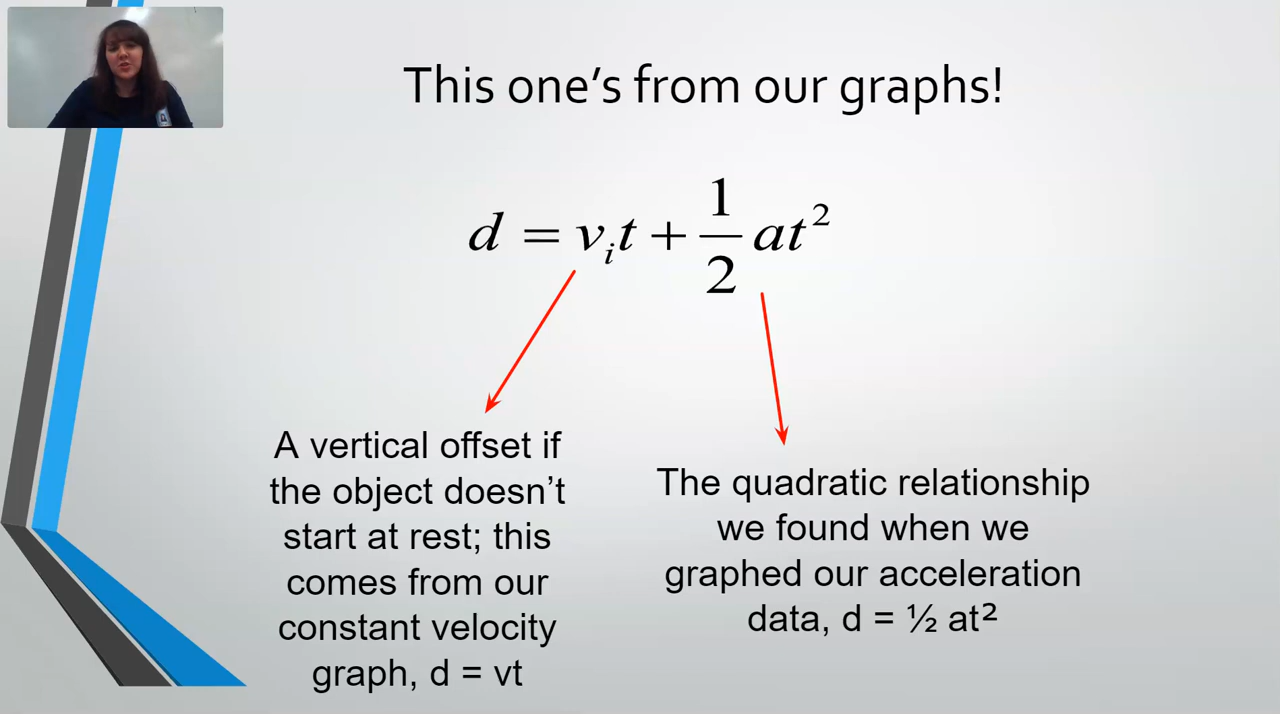 This one’s from our graphs!
d = vᵢt + 1/2 at²
A vertical offset if
the object doesn’t
start at rest; this
comes from our
constant velocity
graph, d = vt
The quadratic relationship
we found when we
graphed our acceleration
data, d = ½ at²